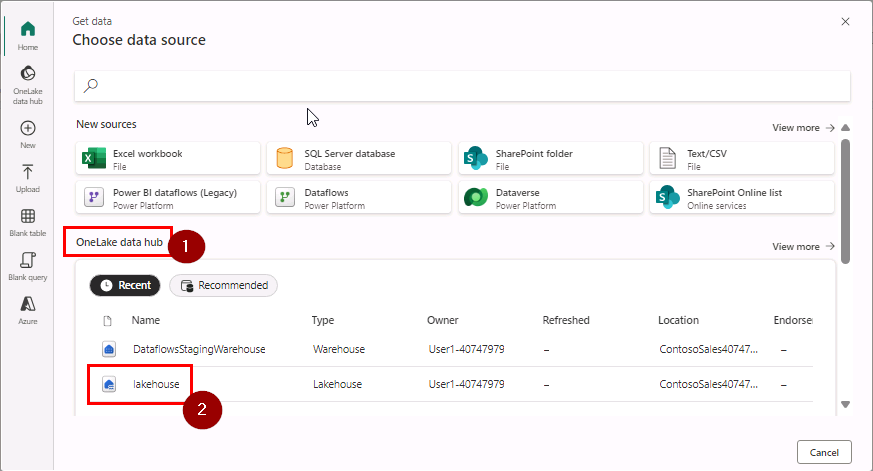 Get data
Choose data source
Home
OneLake
data hub
New
Upload
Blank table
Blank query
Azure
New sources
View more
Excel workbook
File
SQL Server database
Database
SharePoint folder
File
Text/CSV
File
Power BI dataflows (Legacy)
Power Platform
Dataflows
Power Platform
Dataverse
Power Platform
SharePoint Online list
Online services
OneLake data hub
1
View more
Recent
Recommended
Name Type Owner Refreshed Location Endorse
DataflowsStagingWarehouse Warehouse User1-40747979 – ContosoSales40747... –
lakehouse Lakehouse User1-40747979 – ContosoSales40747... –
2
Cancel